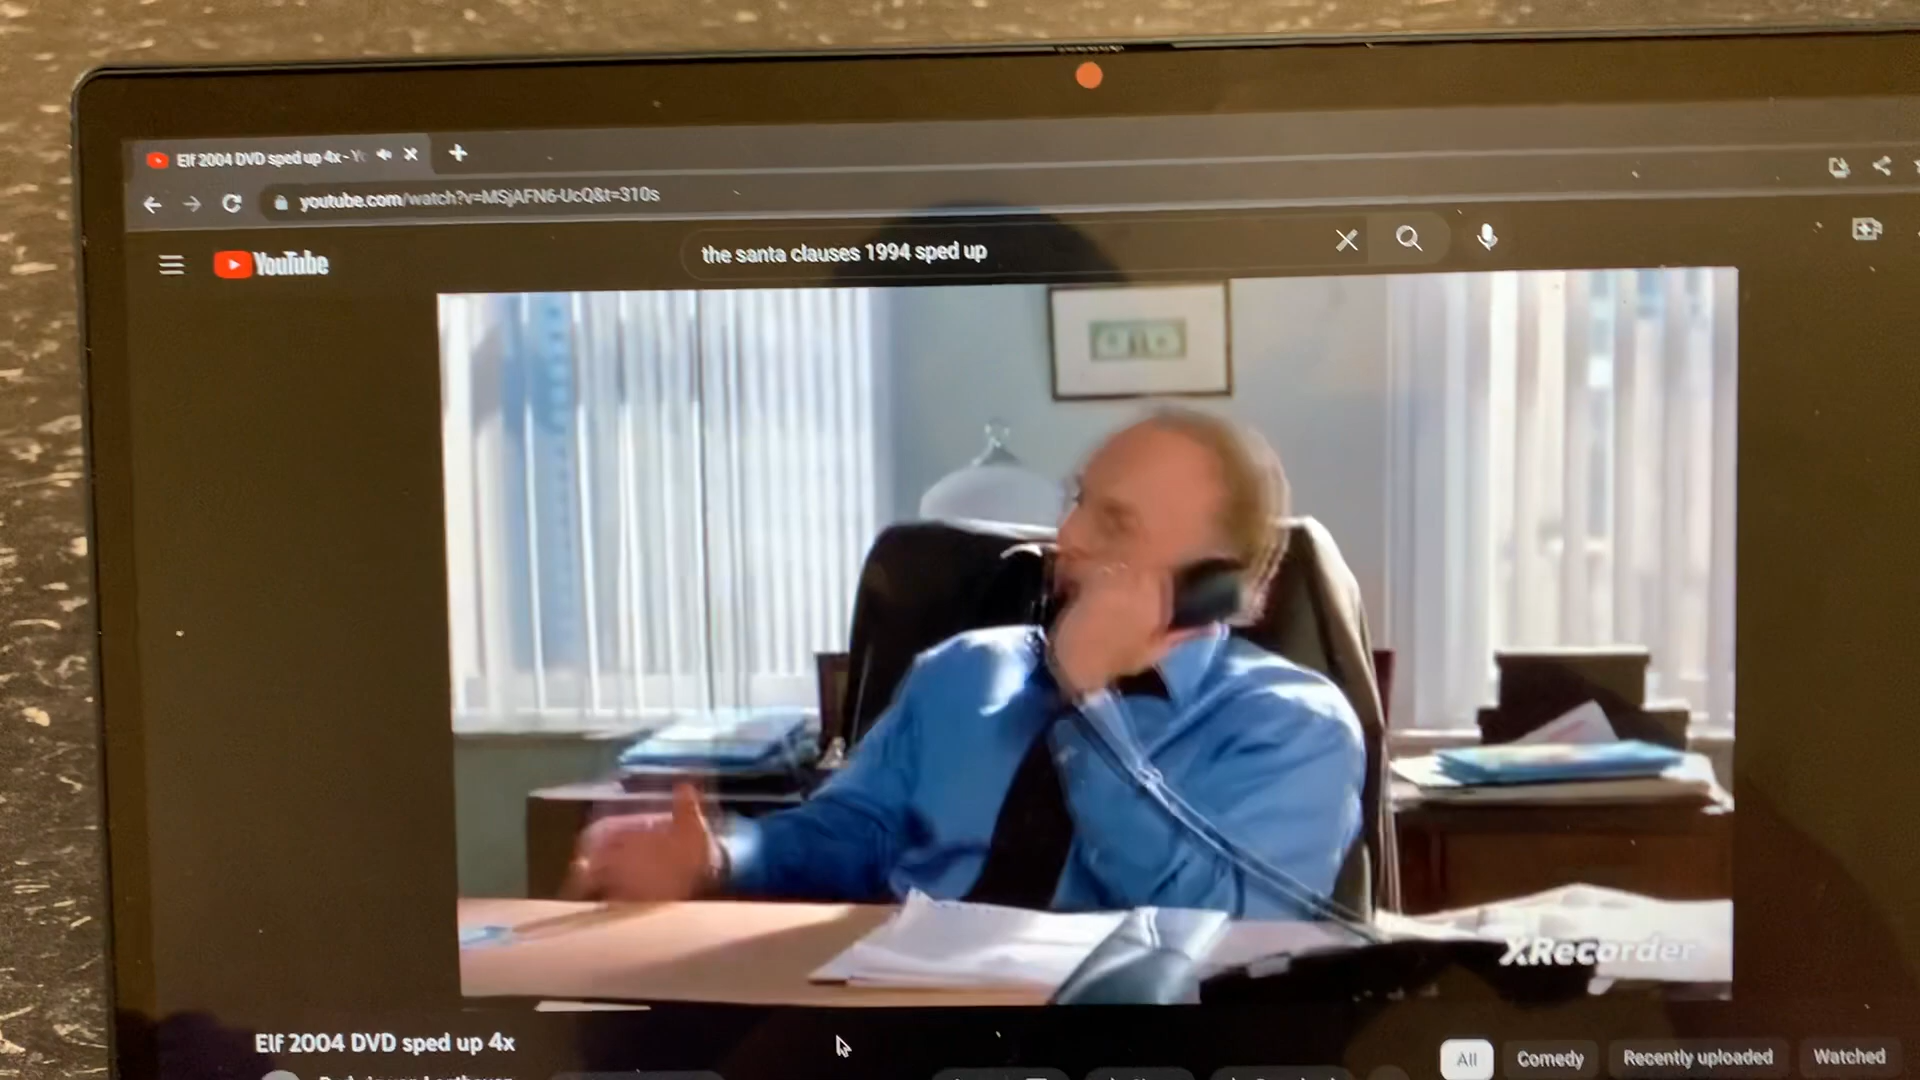 Elf 2004 DVD sped up 4x - Y
youtube.com/watch?v=MSjAFN6-UcQ&t=310s
YouTube
the santa clauses 1994 sped up
XRecorder
Elf 2004 DVD sped up 4x
All
Comedy
Recently uploaded
Watched